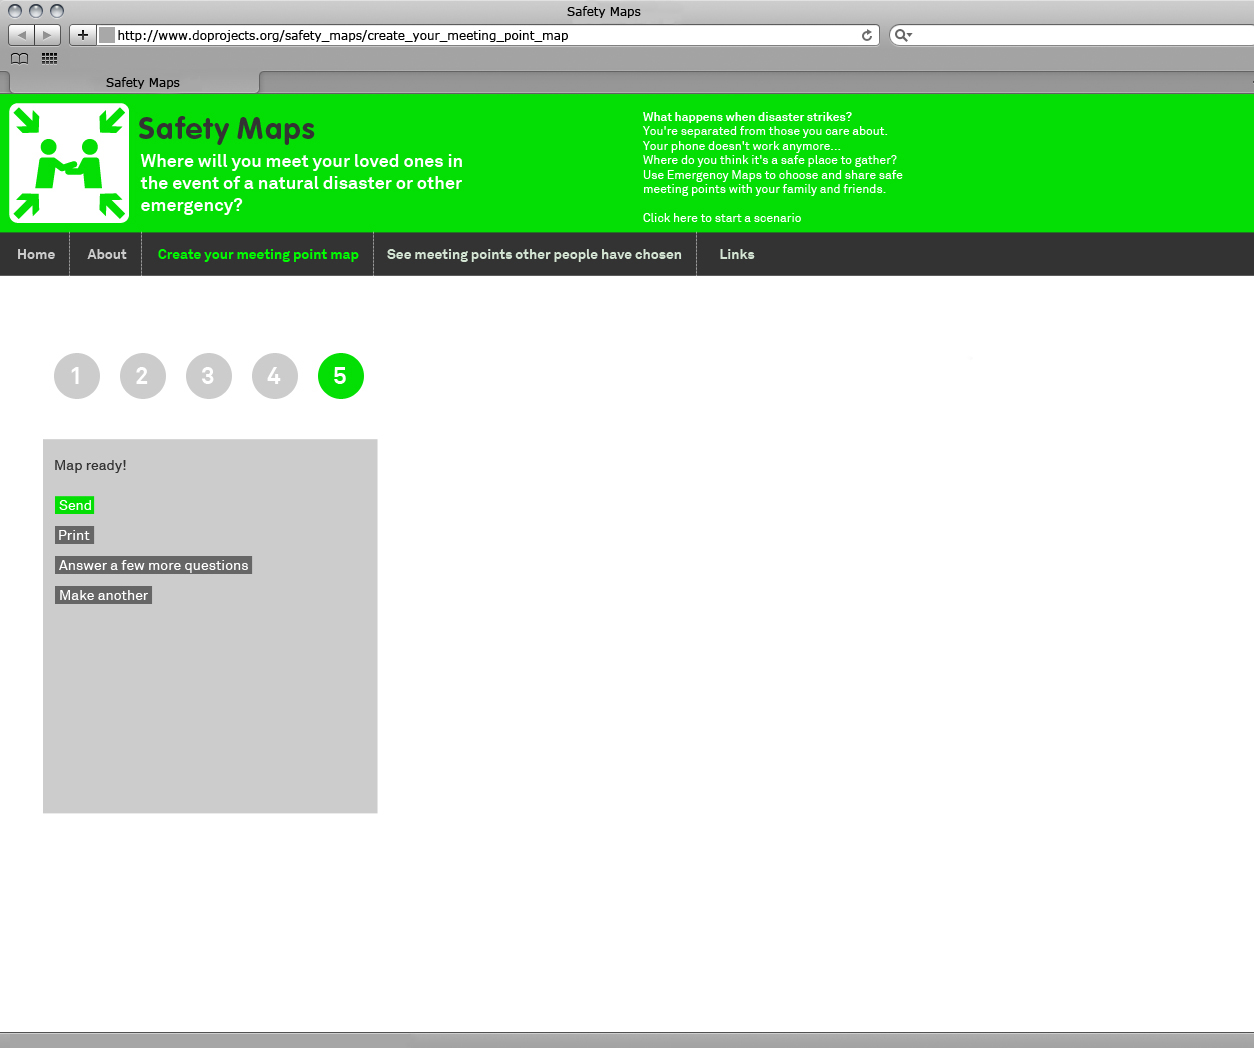 Safety Maps
http://www.doprojects.org/safety_maps/create_your_meeting_point_map
Safety Maps
Safety Maps
Where will you meet your loved ones in
the event of a natural disaster or other
emergency?
What happens when disaster strikes?
You're separated from those you care about.
Your phone doesn't work anymore...
Where do you think it's a safe place to gather?
Use Emergency Maps to choose and share safe
meeting points with your family and friends.
Click here to start a scenario
Home About Create your meeting point map See meeting points other people have chosen Links
1 2 3 4 5
Map ready!
Send
Print
Answer a few more questions
Make another